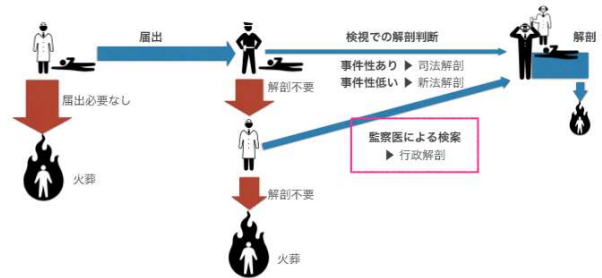 届出
検視での解剖判断
解剖
事件性あり ▶ 司法解剖
事件性低い ▶ 新法解剖
届出必要なし
解剖不要
監察医による検案
▶ 行政解剖
火葬
解剖不要
火葬